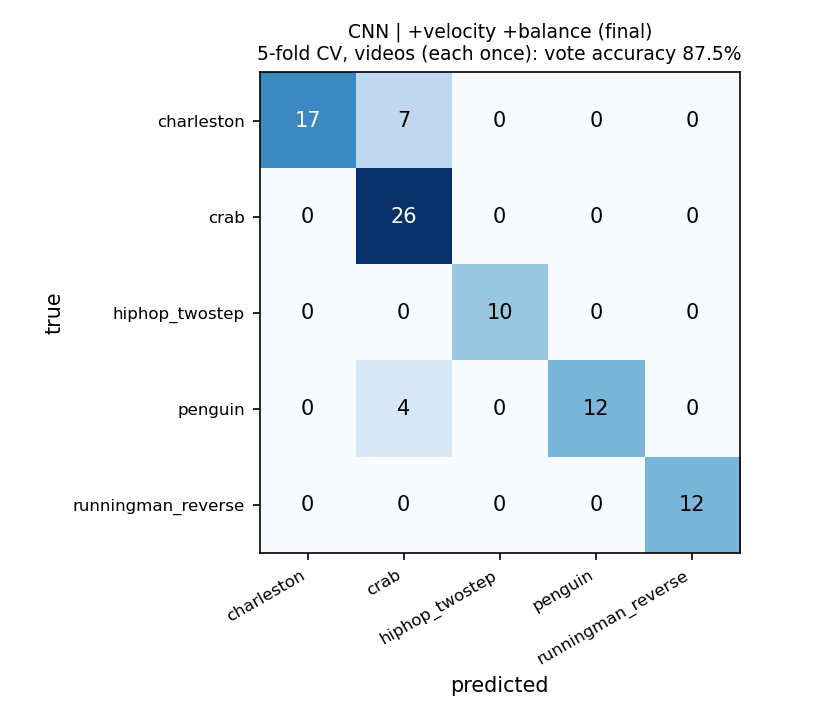 CNN | +velocity +balance (final)
5-fold CV, videos (each once): vote accuracy 87.5%
charleston 17 7 0 0 0
crab 0 26 0 0 0
hiphop_twostep 0 0 10 0 0
penguin 0 4 0 12 0
runningman_reverse 0 0 0 0 12
true
charleston crab hiphop_twostep penguin runningman_reverse
predicted